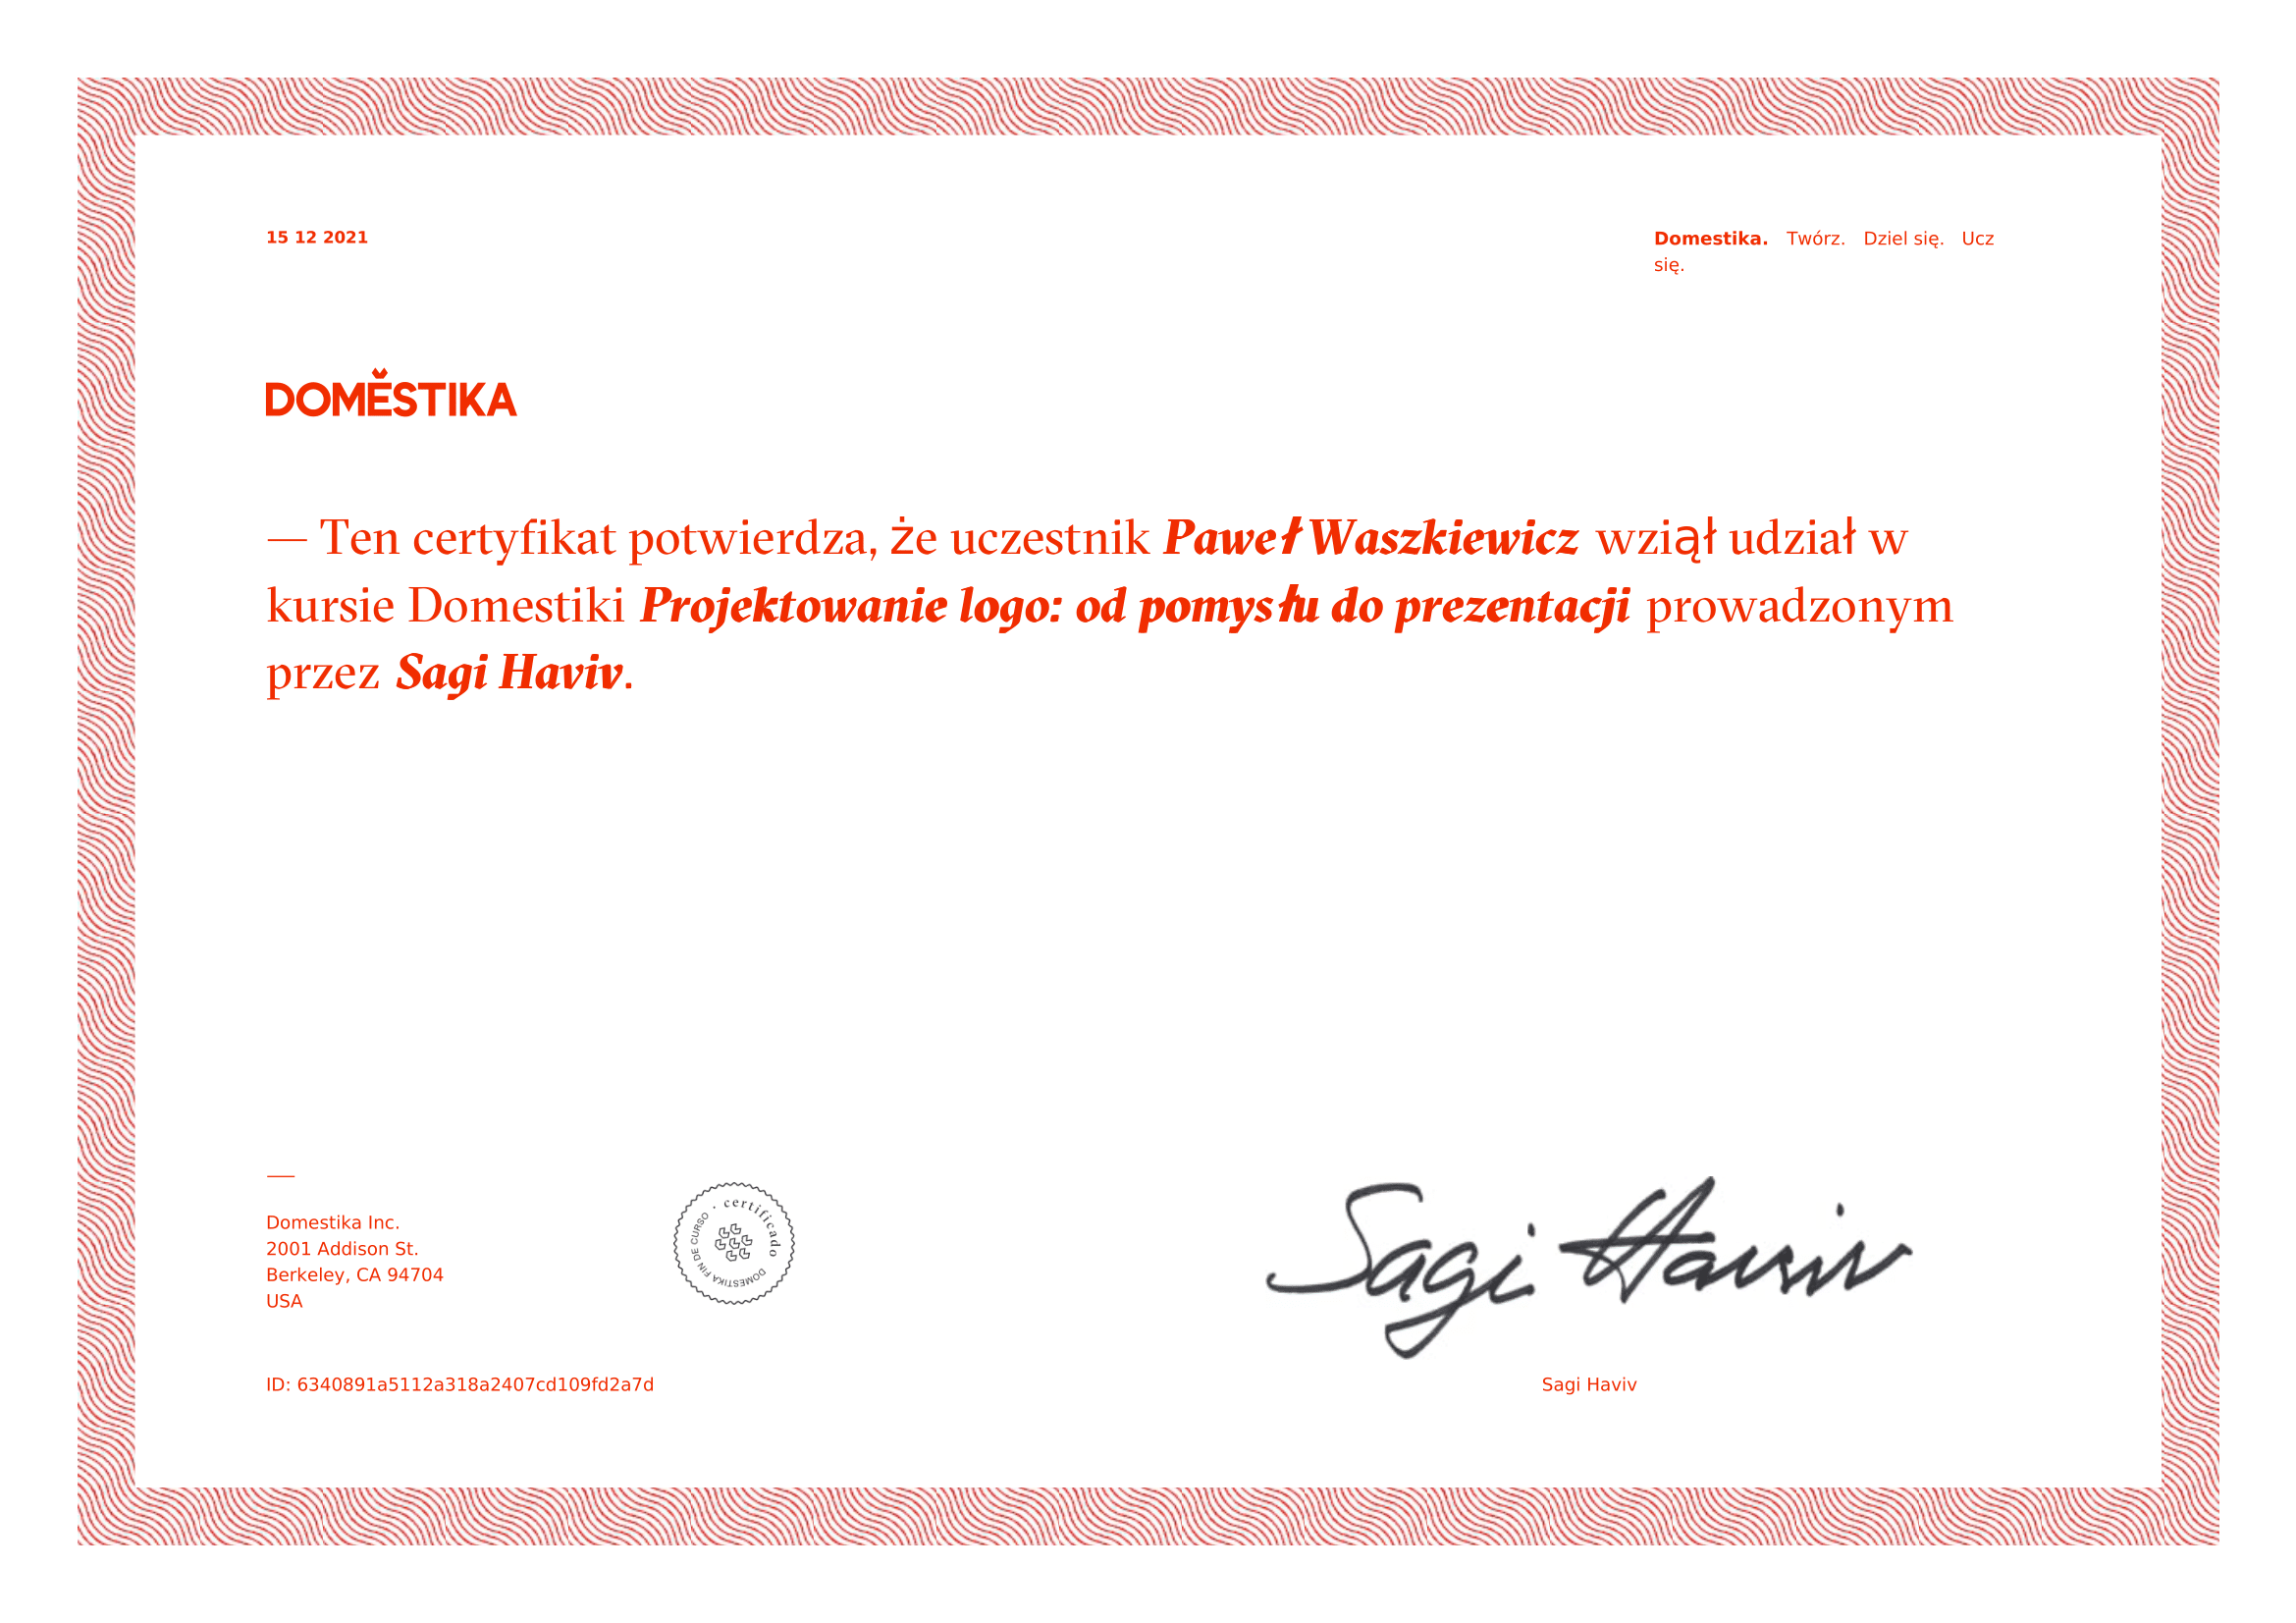 15 12 2021
Domestika. Twórz. Dziel się. Ucz
się.
DOMĔSTIKA
— Ten certyfikat potwierdza, że uczestnik Paweł Waszkiewicz wziął udział w
kursie Domestiki Projektowanie logo: od pomysłu do prezentacji prowadzonym
przez Sagi Haviv.
—
Domestika Inc.
2001 Addison St.
Berkeley, CA 94704
USA
· certificado
DOMESTIKA FIN DE CURSO
Sagi Haviv
ID: 6340891a5112a318a2407cd109fd2a7d
Sagi Haviv